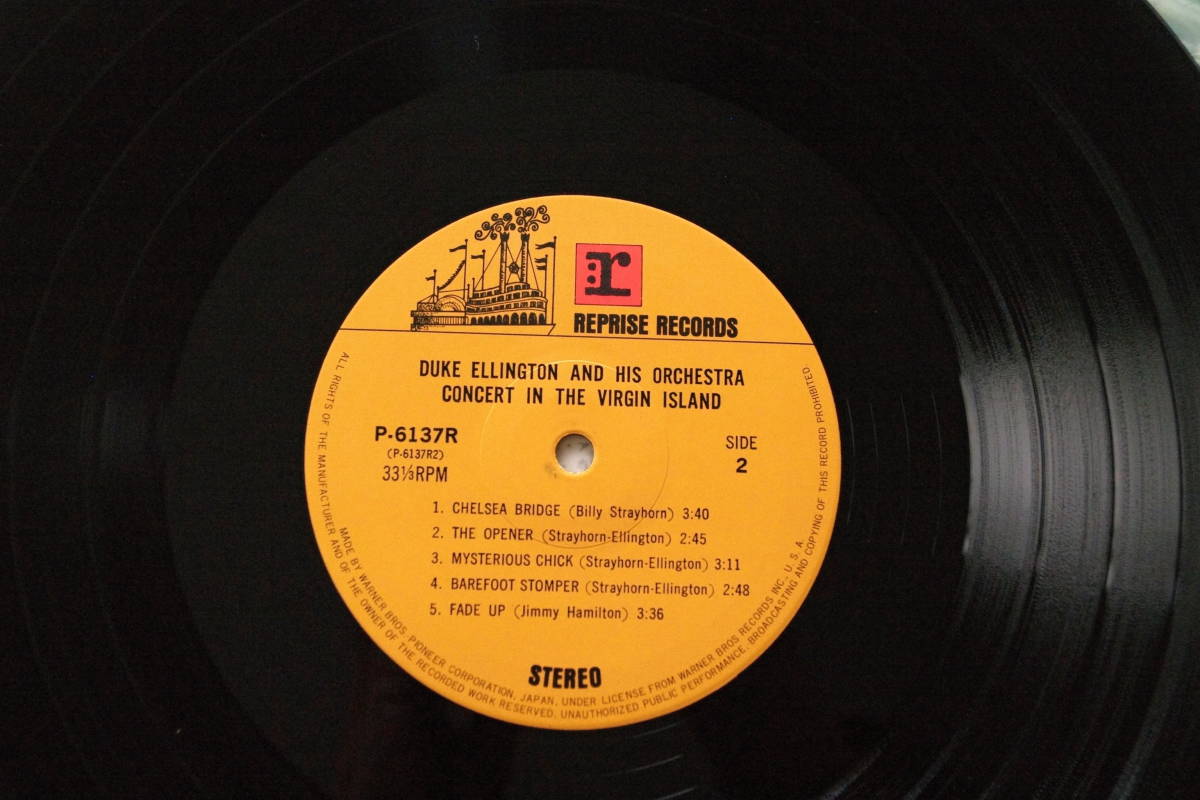 r
REPRISE RECORDS
DUKE ELLINGTON AND HIS ORCHESTRA
CONCERT IN THE VIRGIN ISLAND
P-6137R
(P-6137R2)
33⅓RPM
SIDE
2
1. CHELSEA BRIDGE (Billy Strayhorn) 3:40
2. THE OPENER (Strayhorn-Ellington) 2:45
3. MYSTERIOUS CHICK (Strayhorn-Ellington) 3:11
4. BAREFOOT STOMPER (Strayhorn-Ellington) 2:48
5. FADE UP (Jimmy Hamilton) 3:36
STEREO
MADE BY WARNER BROS. PIONEER CORPORATION, JAPAN, UNDER LICENSE FROM WARNER BROS RECORDS INC., U.S.A.
ALL RIGHTS OF THE MANUFACTURER AND OF THE OWNER OF THE RECORDED WORK RESERVED. UNAUTHORIZED PUBLIC PERFORMANCE, BROADCASTING AND COPYING OF THIS RECORD PROHIBITED